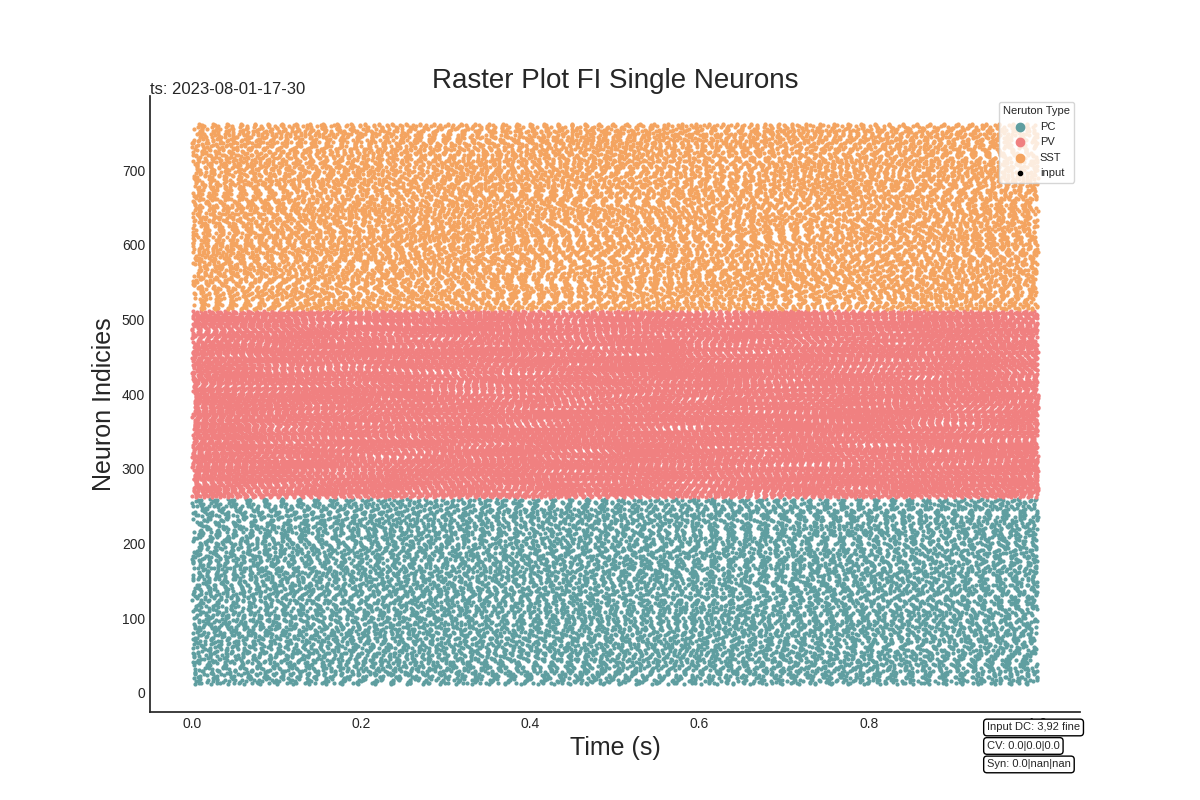 Raster Plot FI Single Neurons
ts: 2023-08-01-17-30
Neruton Type
PC
PV
SST
input
Neuron Indicies
700
600
500
400
300
200
100
0
0.0 0.2 0.4 0.6 0.8
Time (s)
Input DC: 3,92 fine
CV: 0.0|0.0|0.0
Syn: 0.0|nan|nan